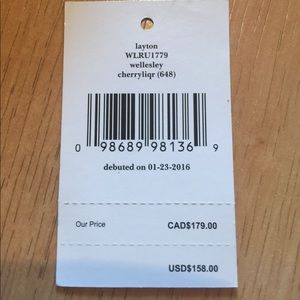 layton
WLRU1779
wellesley
cherryliqr (648)
0 98689 98136 9
debuted on 01-23-2016
Our Price CAD$179.00
USD$158.00